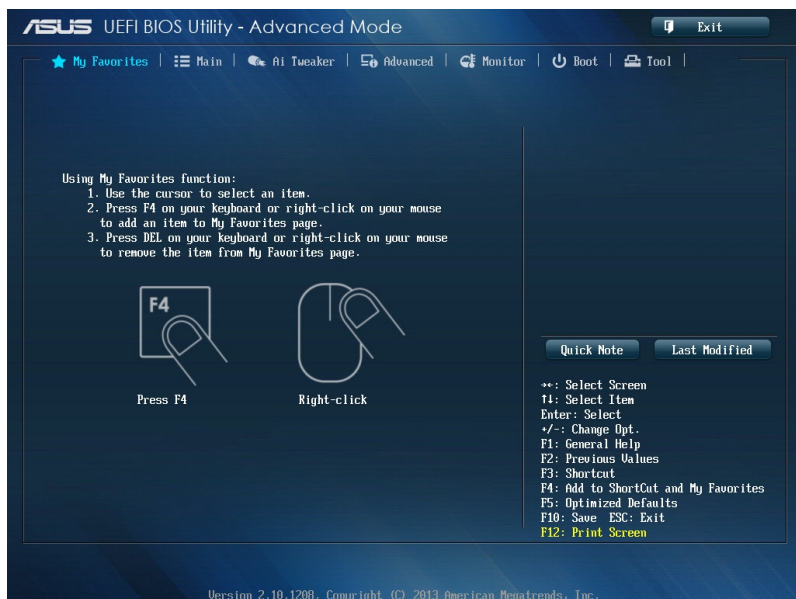 ASUS UEFI BIOS Utility - Advanced Mode
Exit
My Favorites Main Ai Tweaker Advanced Monitor Boot Tool
Using My Favorites function:
1. Use the cursor to select an item.
2. Press F4 on your keyboard or right-click on your mouse
to add an item to My Favorites page.
3. Press DEL on your keyboard or right-click on your mouse
to remove the item from My Favorites page.
F4
Press F4
Right-click
Quick Note
Last Modified
→←: Select Screen
↑↓: Select Item
Enter: Select
+/-: Change Opt.
F1: General Help
F2: Previous Values
F3: Shortcut
F4: Add to ShortCut and My Favorites
F5: Optimized Defaults
F10: Save ESC: Exit
F12: Print Screen
Version 2.10.1208. Copyright (C) 2013 American Megatrends, Inc.